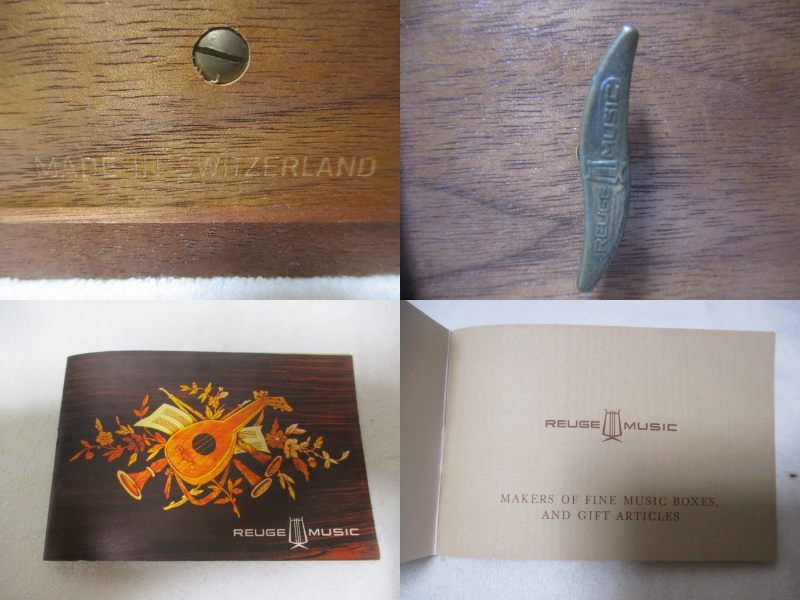 MADE IN SWITZERLAND
REUGE MUSIC
REUGE MUSIC
REUGE MUSIC
MAKERS OF FINE MUSIC BOXES,
AND GIFT ARTICLES